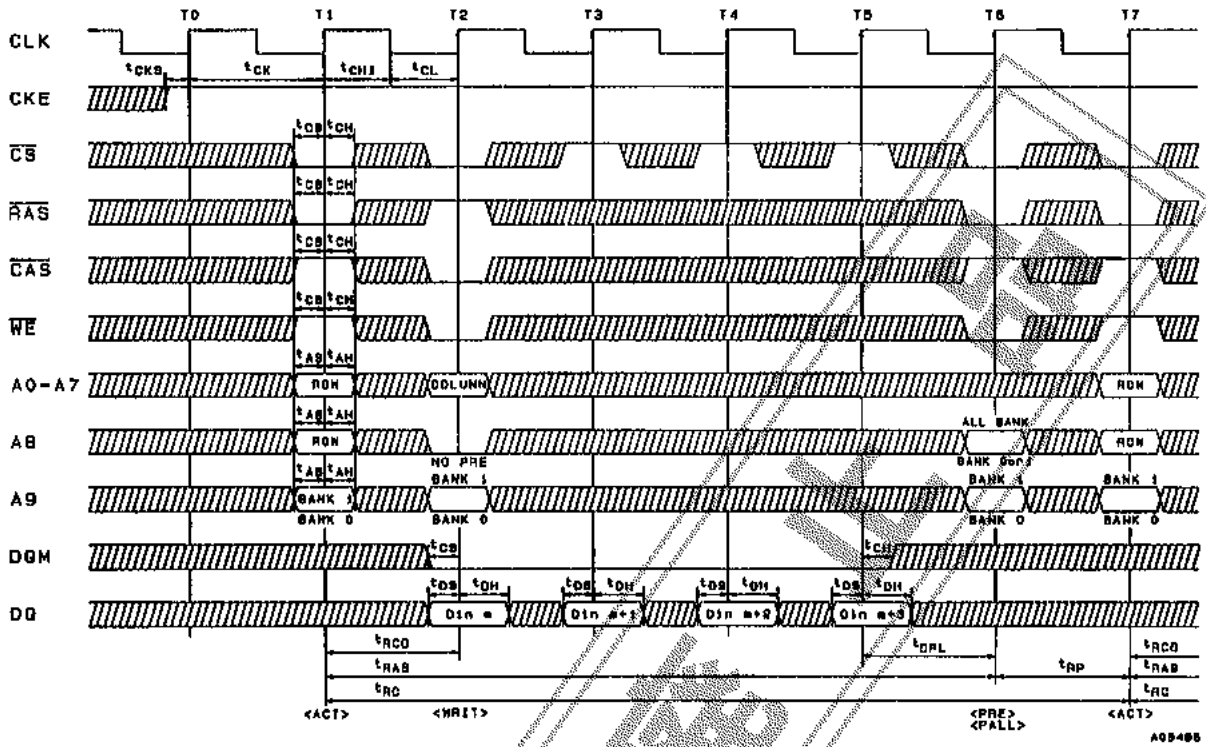 T0 T1 T2 T3 T4 T5 T6 T7
CLK
tCKS tCK tCHI tCL
CKE
tCS tCH
CS
tCS tCH
RAS
tCS tCH
CAS
tCS tCH
WE
tAS tAH
A0-A7 ROW COLUMN ROW
tAS tAH
ALL BANK
A8 ROW ROW
NO PRE BANK 0or1
tAS tAH
BANK 1 BANK 1 BANK 1
A9 BANK 1
BANK 0 BANK 0 BANK 0 BANK 0
DQM tCS tCH
tDS tDH tDS tDH tDS tDH tDS tDH
DQ Din m Din m+1 Din m+2 Din m+3
tRCD tDPL tRCD
tRAS tRP tRAS
tRC tRC
<ACT> <WRIT> <PRE> <ACT>
<PALL>